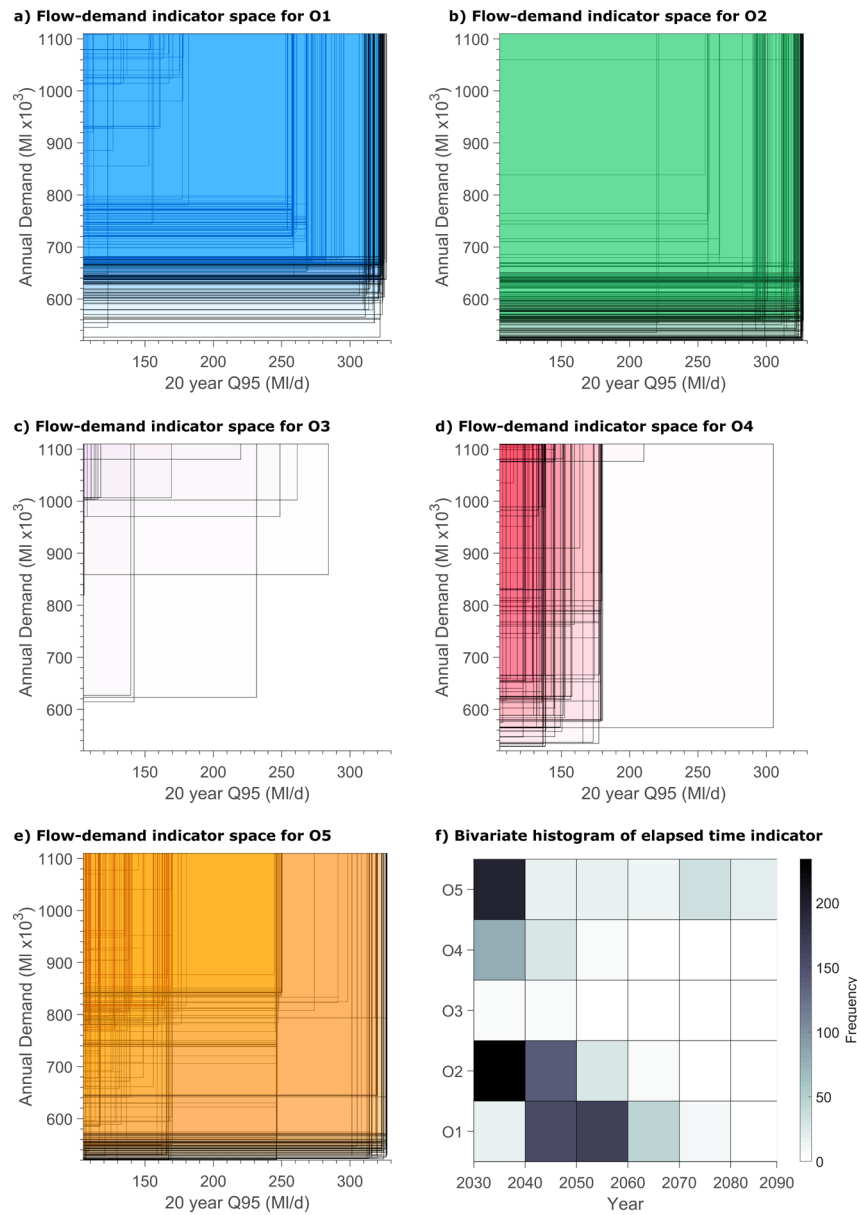 a) Flow-demand indicator space for O1
1100
1000
900
800
700
600
Annual Demand (Ml x10³)
150 200 250 300
20 year Q95 (Ml/d)
b) Flow-demand indicator space for O2
1100
1000
900
800
700
600
Annual Demand (Ml x10³)
150 200 250 300
20 year Q95 (Ml/d)
c) Flow-demand indicator space for O3
1100
1000
900
800
700
600
Annual Demand (Ml x10³)
150 200 250 300
20 year Q95 (Ml/d)
d) Flow-demand indicator space for O4
1100
1000
900
800
700
600
Annual Demand (Ml x10³)
150 200 250 300
20 year Q95 (Ml/d)
e) Flow-demand indicator space for O5
1100
1000
900
800
700
600
Annual Demand (Ml x10³)
150 200 250 300
20 year Q95 (Ml/d)
f) Bivariate histogram of elapsed time indicator
O5
O4
O3
O2
O1
2030 2040 2050 2060 2070 2080 2090
Year
200
150
100
50
0
Frequency